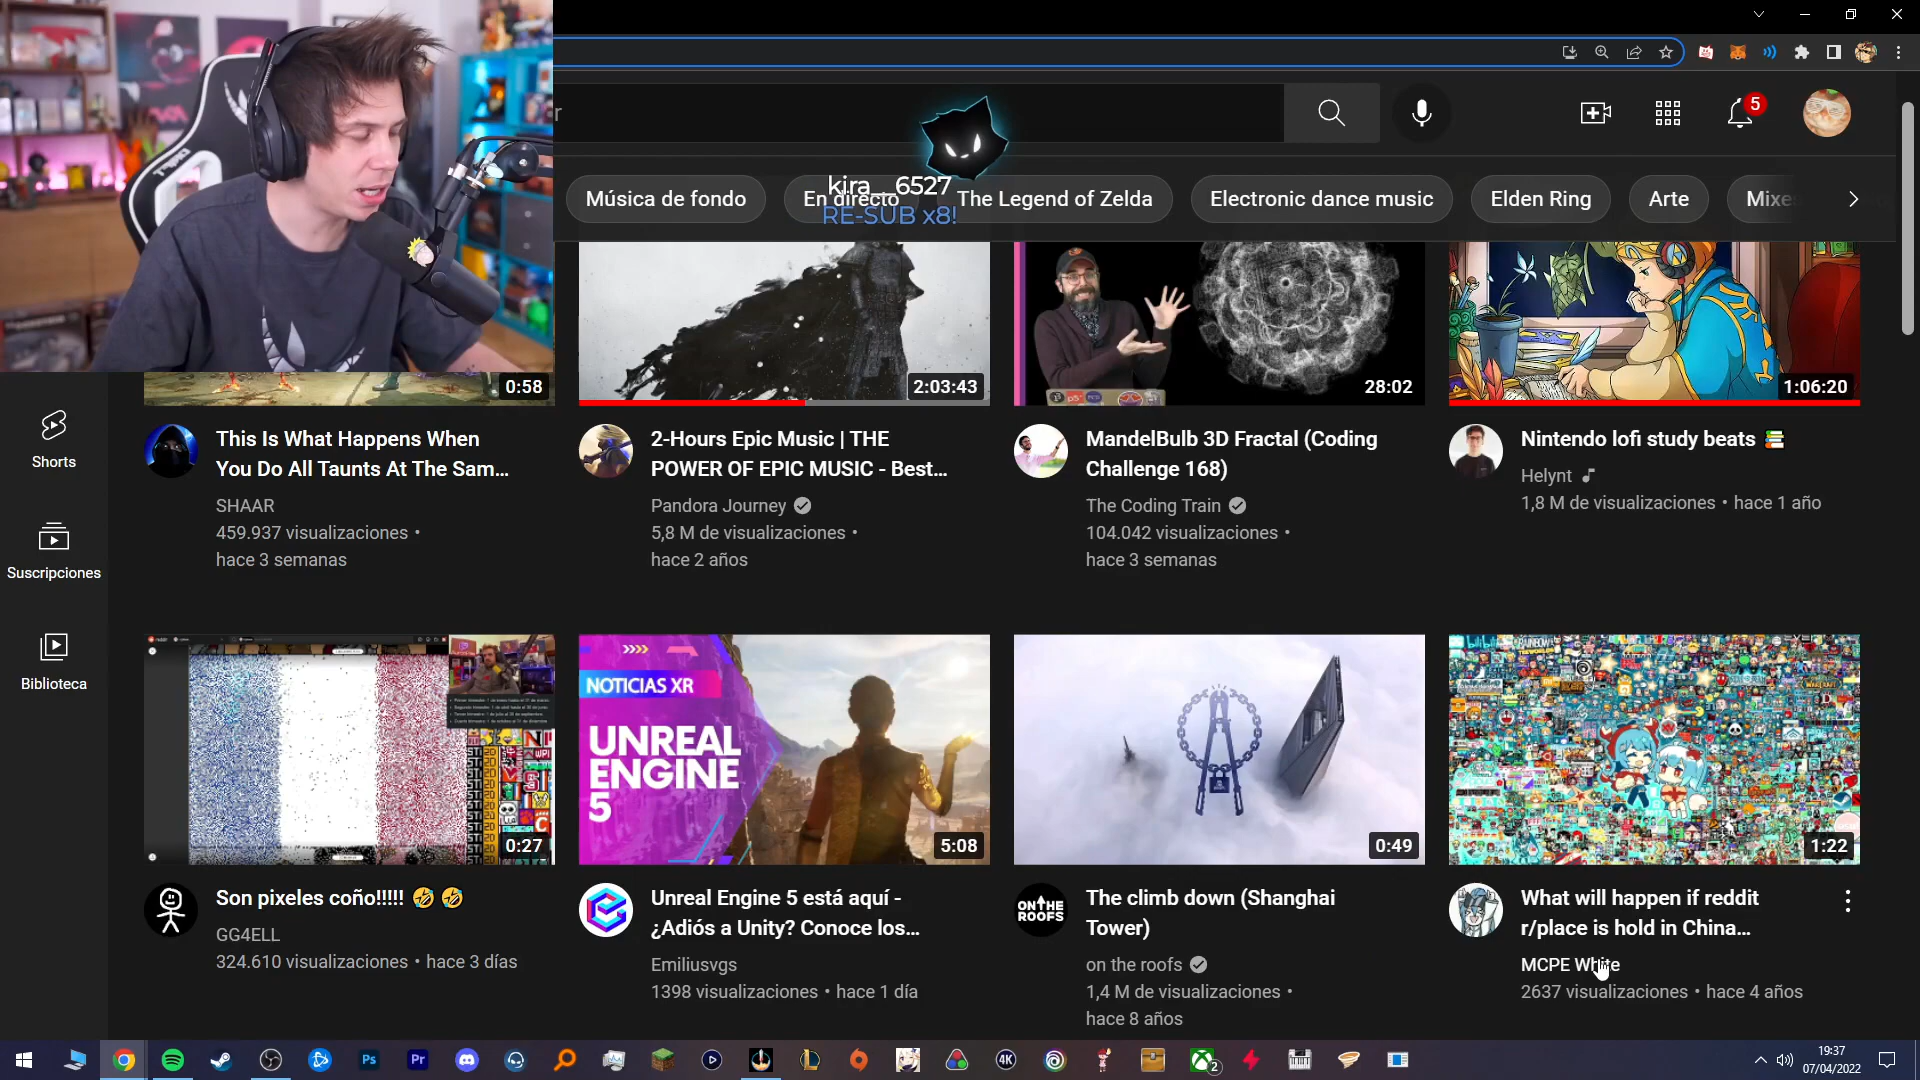 r
5
kira__6527
RE-SUB x8!
Música de fondo
En directo
The Legend of Zelda
Electronic dance music
Elden Ring
Arte
Mixe
0:58
2:03:43
28:02
1:06:20
Shorts
Suscripciones
Biblioteca
This Is What Happens When
You Do All Taunts At The Sam...
SHAAR
459.937 visualizaciones •
hace 3 semanas
2-Hours Epic Music | THE
POWER OF EPIC MUSIC - Best...
Pandora Journey
5,8 M de visualizaciones •
hace 2 años
MandelBulb 3D Fractal (Coding
Challenge 168)
The Coding Train
104.042 visualizaciones •
hace 3 semanas
Nintendo lofi study beats 📚
Helynt
1,8 M de visualizaciones • hace 1 año
0:27
NOTICIAS XR
UNREAL
ENGINE
5
5:08
0:49
1:22
Son pixeles coño!!!!! 🤣 🤣
GG4ELL
324.610 visualizaciones • hace 3 días
Unreal Engine 5 está aquí -
¿Adiós a Unity? Conoce los...
Emiliusvgs
1398 visualizaciones • hace 1 día
ON THE
ROOFS
The climb down (Shanghai
Tower)
on the roofs
1,4 M de visualizaciones •
hace 8 años
What will happen if reddit
r/place is hold in China...
MCPE White
2637 visualizaciones • hace 4 años
Ps
Pr
4K
2
19:37
07/04/2022